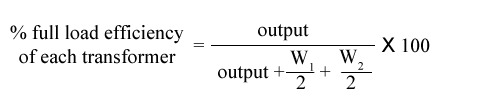 % full load efficiency
of each transformer = output / (output + W₁/2 + W₂/2) X 100